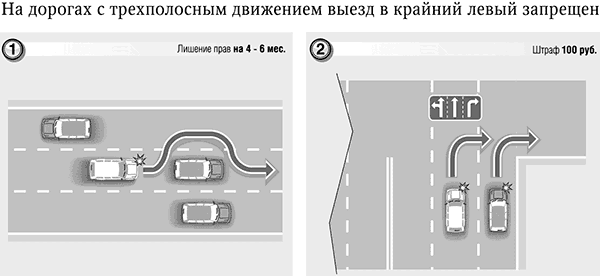 На дорогах с трехполосным движением выезд в крайний левый запрещен
1 Лишение прав на 4 - 6 мес.
2 Штраф 100 руб.